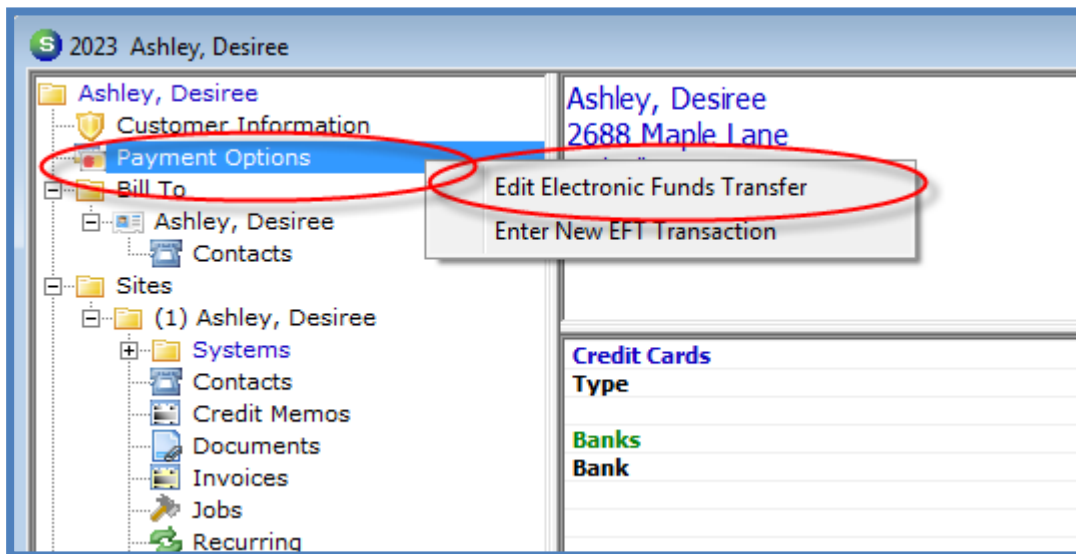 2023 Ashley, Desiree
Ashley, Desiree
Customer Information
Payment Options
Bill To
Ashley, Desiree
Contacts
Sites
(1) Ashley, Desiree
Systems
Contacts
Credit Memos
Documents
Invoices
Jobs
Recurring
Ashley, Desiree
2688 Maple Lane
Edit Electronic Funds Transfer
Enter New EFT Transaction
Credit Cards
Type
Banks
Bank